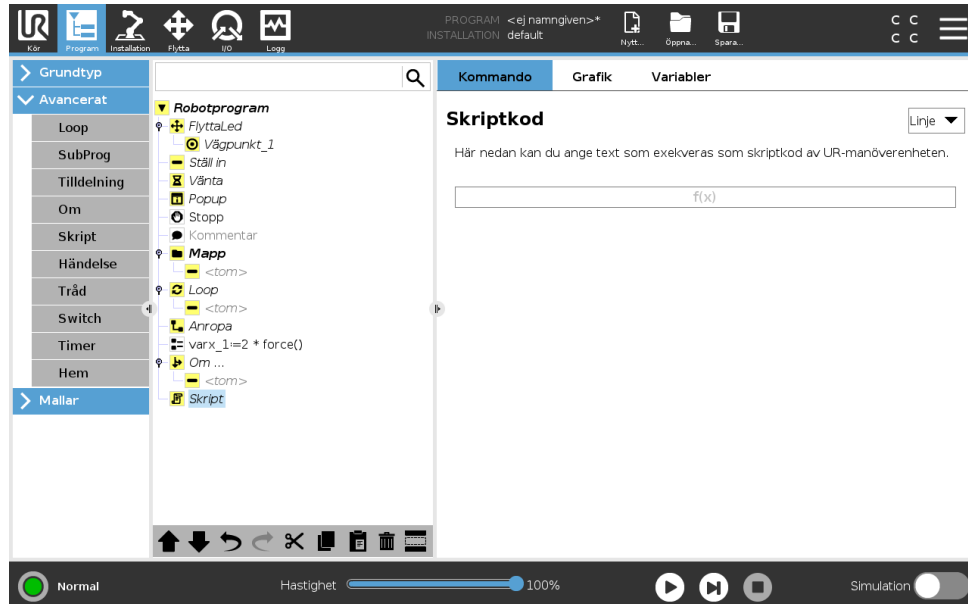 UR
PROGRAM <ej namngiven>*
INSTALLATION default
Kör
Program
Installation
Flytta
I/O
Logg
Nytt...
Öppna...
Spara...
C C
C C
Grundtyp
Avancerat
Loop
SubProg
Tilldelning
Om
Skript
Händelse
Tråd
Switch
Timer
Hem
Mallar
Robotprogram
FlyttaLed
Vägpunkt_1
Ställ in
Vänta
Popup
Stopp
Kommentar
Mapp
<tom>
Loop
<tom>
Anropa
varx_1≔2 * force()
Om ...
<tom>
Skript
Kommando
Grafik
Variabler
Skriptkod
Linje
Här nedan kan du ange text som exekveras som skriptkod av UR-manöverenheten.
f(x)
Normal
Hastighet
100%
Simulation